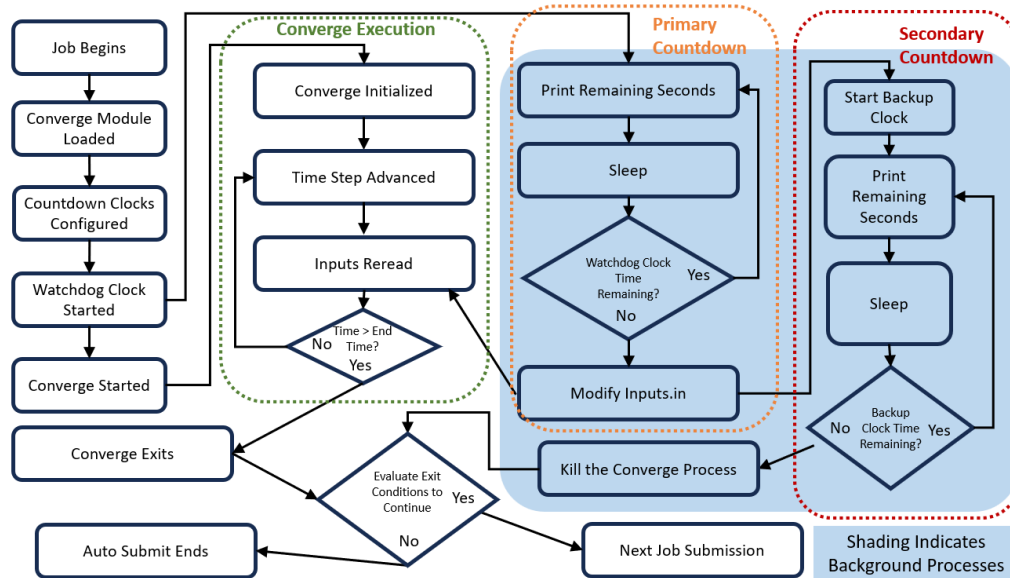 Job Begins
Converge Module
Loaded
Countdown Clocks
Configured
Watchdog Clock
Started
Converge Started
Converge Execution
Converge Initialized
Time Step Advanced
Inputs Reread
No
Time > End
Time?
Yes
Primary
Countdown
Print Remaining Seconds
Sleep
Watchdog Clock
Time
Remaining?
Yes
No
Modify Inputs.in
Secondary
Countdown
Start Backup
Clock
Print
Remaining
Seconds
Sleep
No
Backup
Clock Time
Remaining?
Yes
Kill the Converge Process
Converge Exits
Evaluate Exit
Conditions to
Continue
Yes
No
Auto Submit Ends
Next Job Submission
Shading Indicates
Background Processes